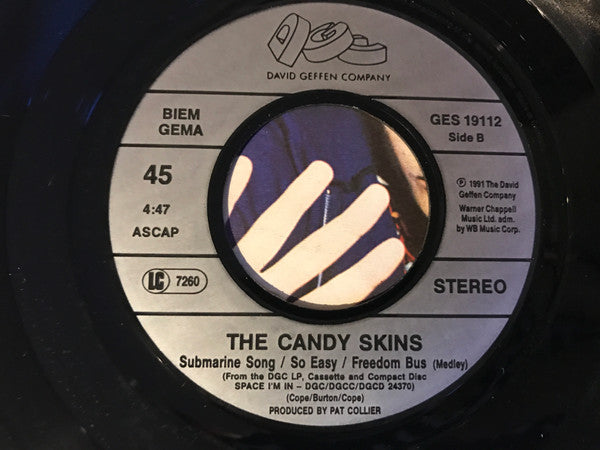 DAVID GEFFEN COMPANY
BIEM
GEMA
45
4:47
ASCAP
LC 7260
GES 19112
Side B
℗ 1991 The David
Geffen Company
Warner Chappell
Music Ltd. adm.
by WB Music Corp.
STEREO
THE CANDY SKINS
Submarine Song / So Easy / Freedom Bus (Medley)
(From the DGC LP, Cassette and Compact Disc
SPACE I'M IN – DGC/DGCC/DGCD 24370)
(Cope/Burton/Cope)
PRODUCED BY PAT COLLIER